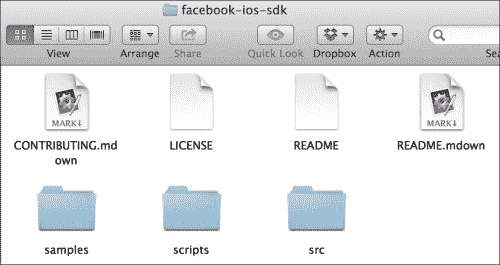 facebook-ios-sdk
View
Arrange
Share
Quick Look
Dropbox
Action
Sea
MARK↓
MARK↓
CONTRIBUTING.md
own
LICENSE
README
README.mdown
samples
scripts
src